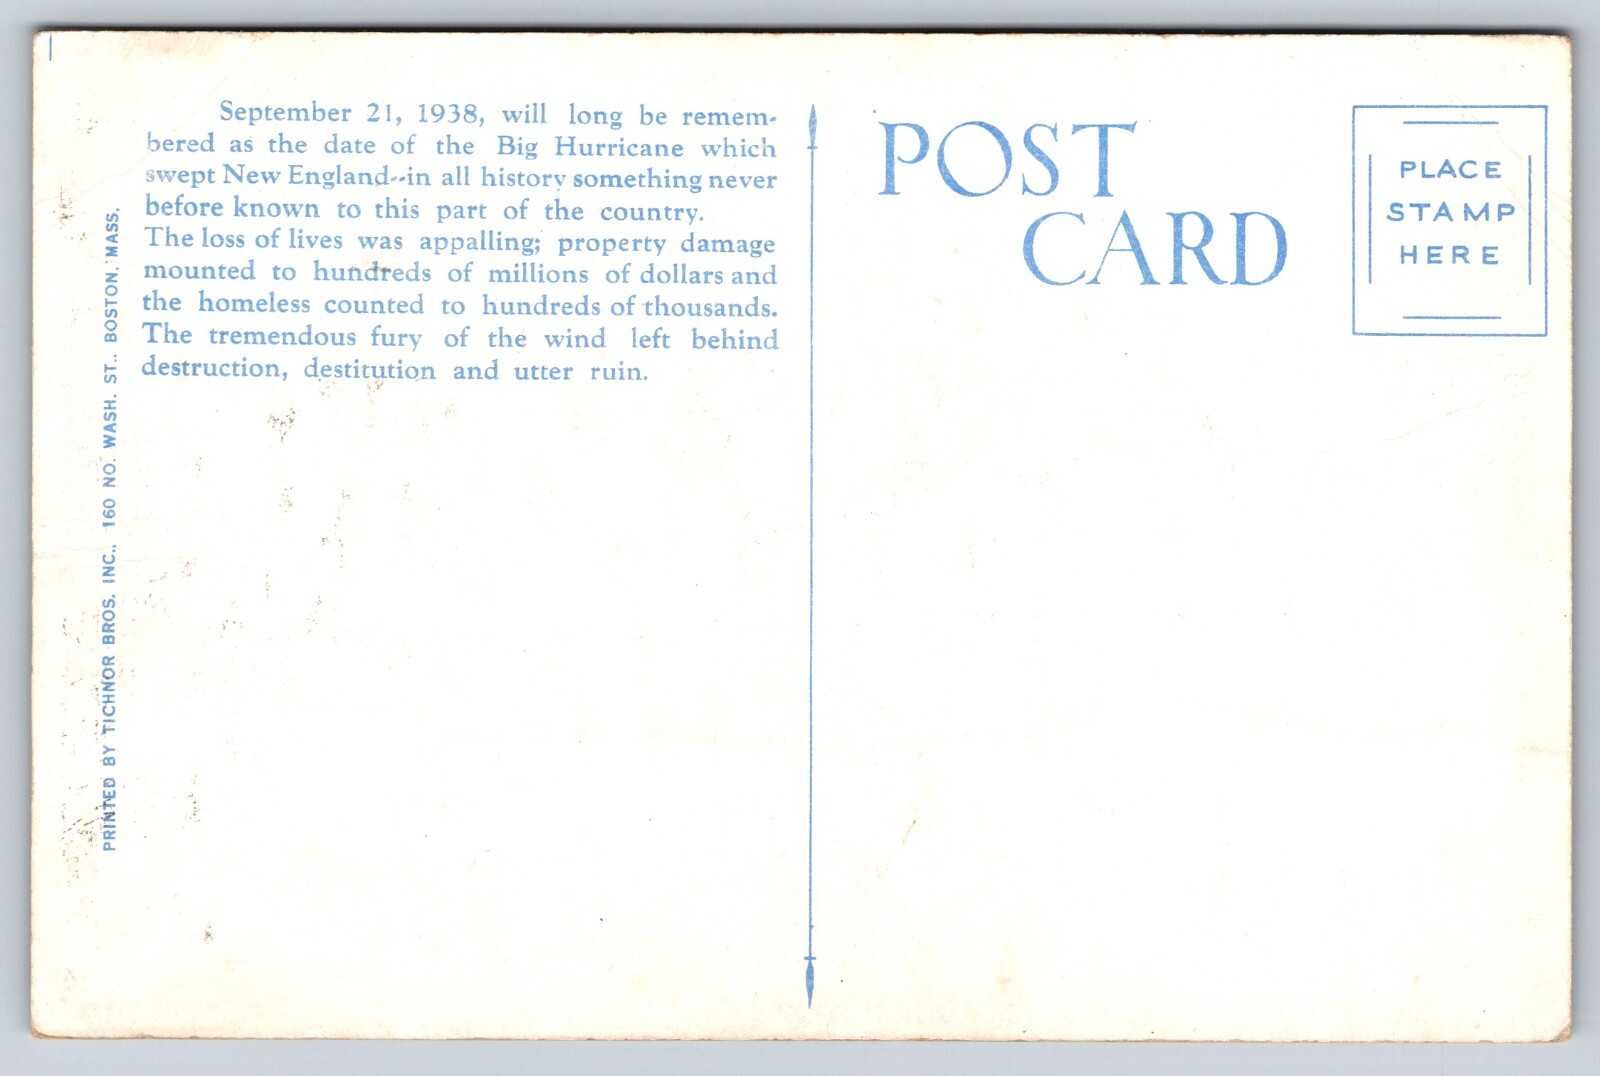 September 21, 1938, will long be remem-
bered as the date of the Big Hurricane which
swept New England--in all history something never
before known to this part of the country.
The loss of lives was appalling; property damage
mounted to hundreds of millions of dollars and
the homeless counted to hundreds of thousands.
The tremendous fury of the wind left behind
destruction, destitution and utter ruin.
PRINTED BY TICHNOR BROS. INC., 160 NO. WASH. ST., BOSTON, MASS.
POST
CARD
PLACE
STAMP
HERE